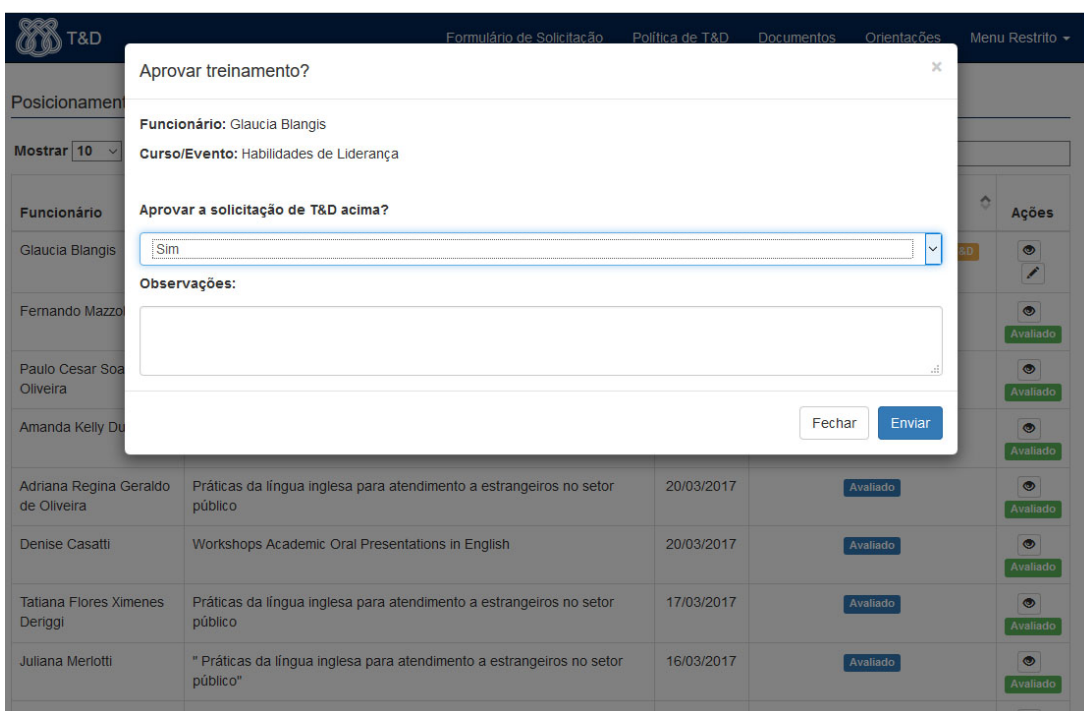 T&D
Formulário de Solicitação Política de T&D Documentos Orientações Menu Restrito
Aprovar treinamento?
×
Funcionário: Glaucia Blangis
Curso/Evento: Habilidades de Liderança
Aprovar a solicitação de T&D acima?
Sim
Observações:
Fechar Enviar
Mostrar 10
Funcionário Ações
Glaucia Blangis
Fernando
Avaliado
Paulo Cesar
Oliveira
Avaliado
Amanda Kelly
Avaliado
Adriana Regina Geraldo
de Oliveira
Práticas da língua inglesa para atendimento a estrangeiros no setor
público
20/03/2017 Avaliado
Avaliado
Denise Casatti Workshops Academic Oral Presentations in English 20/03/2017 Avaliado
Avaliado
Tatiana Flores Ximenes
Deriggi
Práticas da língua inglesa para atendimento a estrangeiros no setor
público
17/03/2017 Avaliado
Avaliado
Juliana Merlotti
" Práticas da língua inglesa para atendimento a estrangeiros no setor
público"
16/03/2017 Avaliado
Avaliado